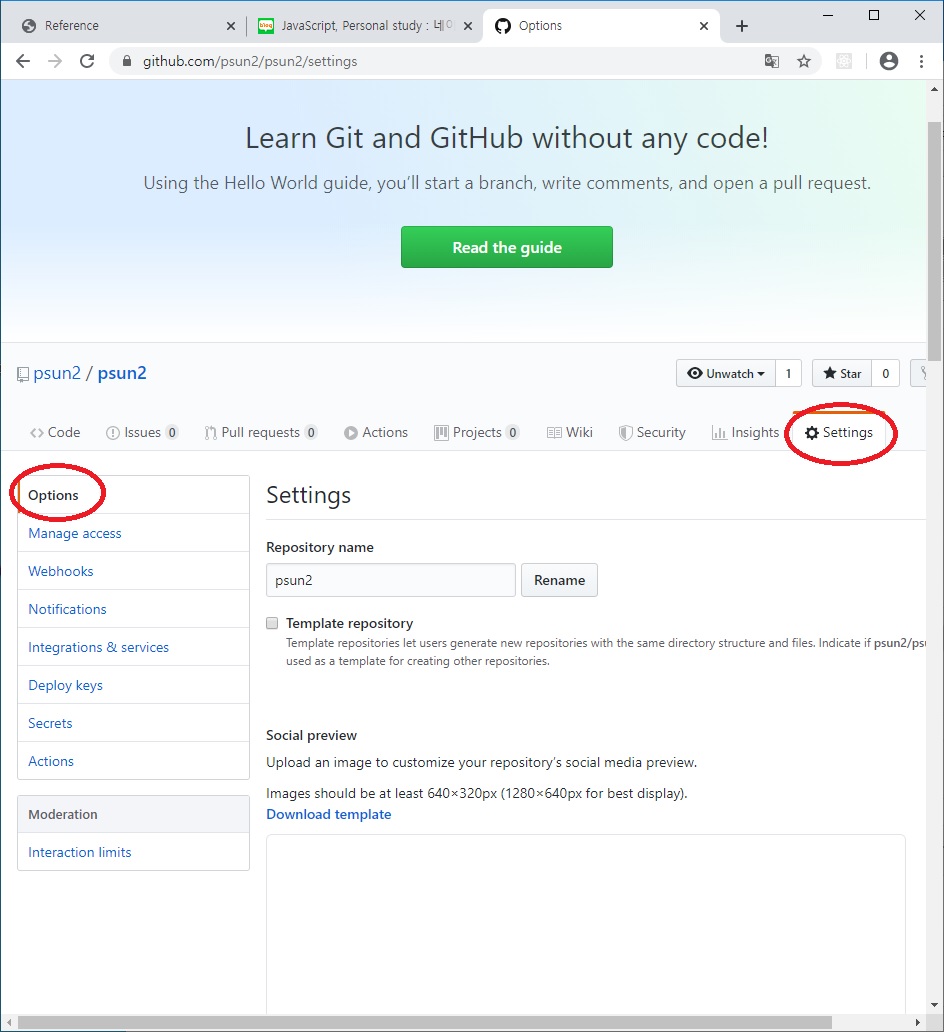 Reference
JavaScript, Personal study : 네이
Options
github.com/psun2/psun2/settings
Learn Git and GitHub without any code!
Using the Hello World guide, you’ll start a branch, write comments, and open a pull request.
Read the guide
psun2 / psun2
Unwatch 1
Star 0
Code
Issues 0
Pull requests 0
Actions
Projects 0
Wiki
Security
Insights
Settings
Options
Manage access
Webhooks
Notifications
Integrations & services
Deploy keys
Secrets
Actions
Moderation
Interaction limits
Settings
Repository name
psun2
Rename
Template repository
Template repositories let users generate new repositories with the same directory structure and files. Indicate if psun2/psu
used as a template for creating other repositories.
Social preview
Upload an image to customize your repository’s social media preview.
Images should be at least 640×320px (1280×640px for best display).
Download template